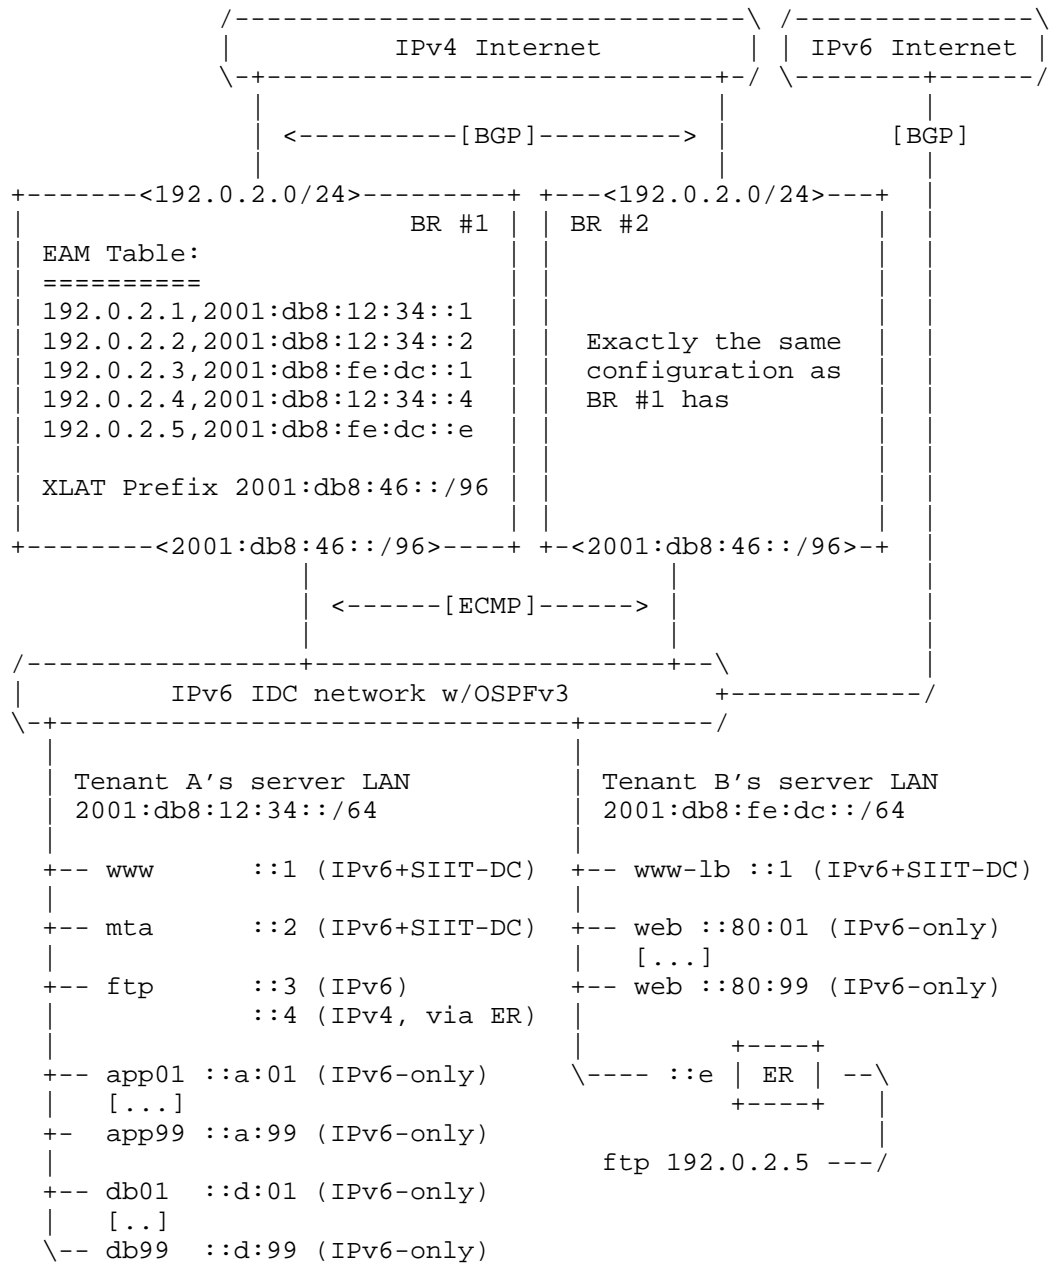 /--------------------------------\ /---------------\
|          IPv4 Internet         | | IPv6 Internet |
\-+----------------------------+-/ \--------+------/
  |                            |            |
  | <----------[BGP]---------> |          [BGP]
  |                            |            |
+-------<192.0.2.0/24>---------+ +---<192.0.2.0/24>---+  |
|                        BR #1 | | BR #2              |  |
| EAM Table:                   | |                    |  |
| ==========                   | |                    |  |
| 192.0.2.1,2001:db8:12:34::1  | |                    |  |
| 192.0.2.2,2001:db8:12:34::2  | |  Exactly the same  |  |
| 192.0.2.3,2001:db8:fe:dc::1  | |  configuration as  |  |
| 192.0.2.4,2001:db8:12:34::4  | |  BR #1 has         |  |
| 192.0.2.5,2001:db8:fe:dc::e  | |                    |  |
|                              | |                    |  |
| XLAT Prefix 2001:db8:46::/96 | |                    |  |
|                              | |                    |  |
+--------<2001:db8:46::/96>----+ +-<2001:db8:46::/96>-+  |
                  |                      |               |
                  | <------[ECMP]------> |               |
                  |                      |               |
/-----------------+----------------------+--\            |
|        IPv6 IDC network w/OSPFv3          +------------/
\-+--------------------------------+--------/
  |                                |
  | Tenant A's server LAN          | Tenant B's server LAN
  | 2001:db8:12:34::/64            | 2001:db8:fe:dc::/64
  |                                |
  +-- www      ::1 (IPv6+SIIT-DC)  +-- www-lb ::1 (IPv6+SIIT-DC)
  |                                |
  +-- mta      ::2 (IPv6+SIIT-DC)  +-- web ::80:01 (IPv6-only)
  |                                |   [...]
  +-- ftp      ::3 (IPv6)          +-- web ::80:99 (IPv6-only)
  |            ::4 (IPv4, via ER)  |
  |                                |         +----+
  +-- app01 ::a:01 (IPv6-only)     \---- ::e | ER | --\
  |   [...]                                  +----+   |
  +-  app99 ::a:99 (IPv6-only)                        |
  |                                  ftp 192.0.2.5 ---/
  +-- db01  ::d:01 (IPv6-only)
  |   [..]
  \-- db99  ::d:99 (IPv6-only)